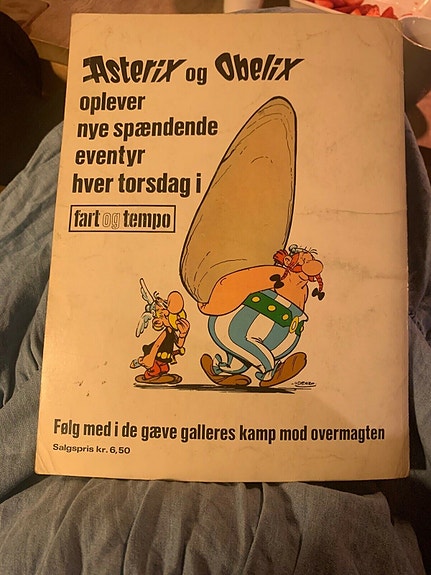 Asterix og Obelix
oplever
nye spændende
eventyr
hver torsdag i
fart og tempo
Følg med i de gæve galleres kamp mod overmagten
Salgspris kr. 6,50